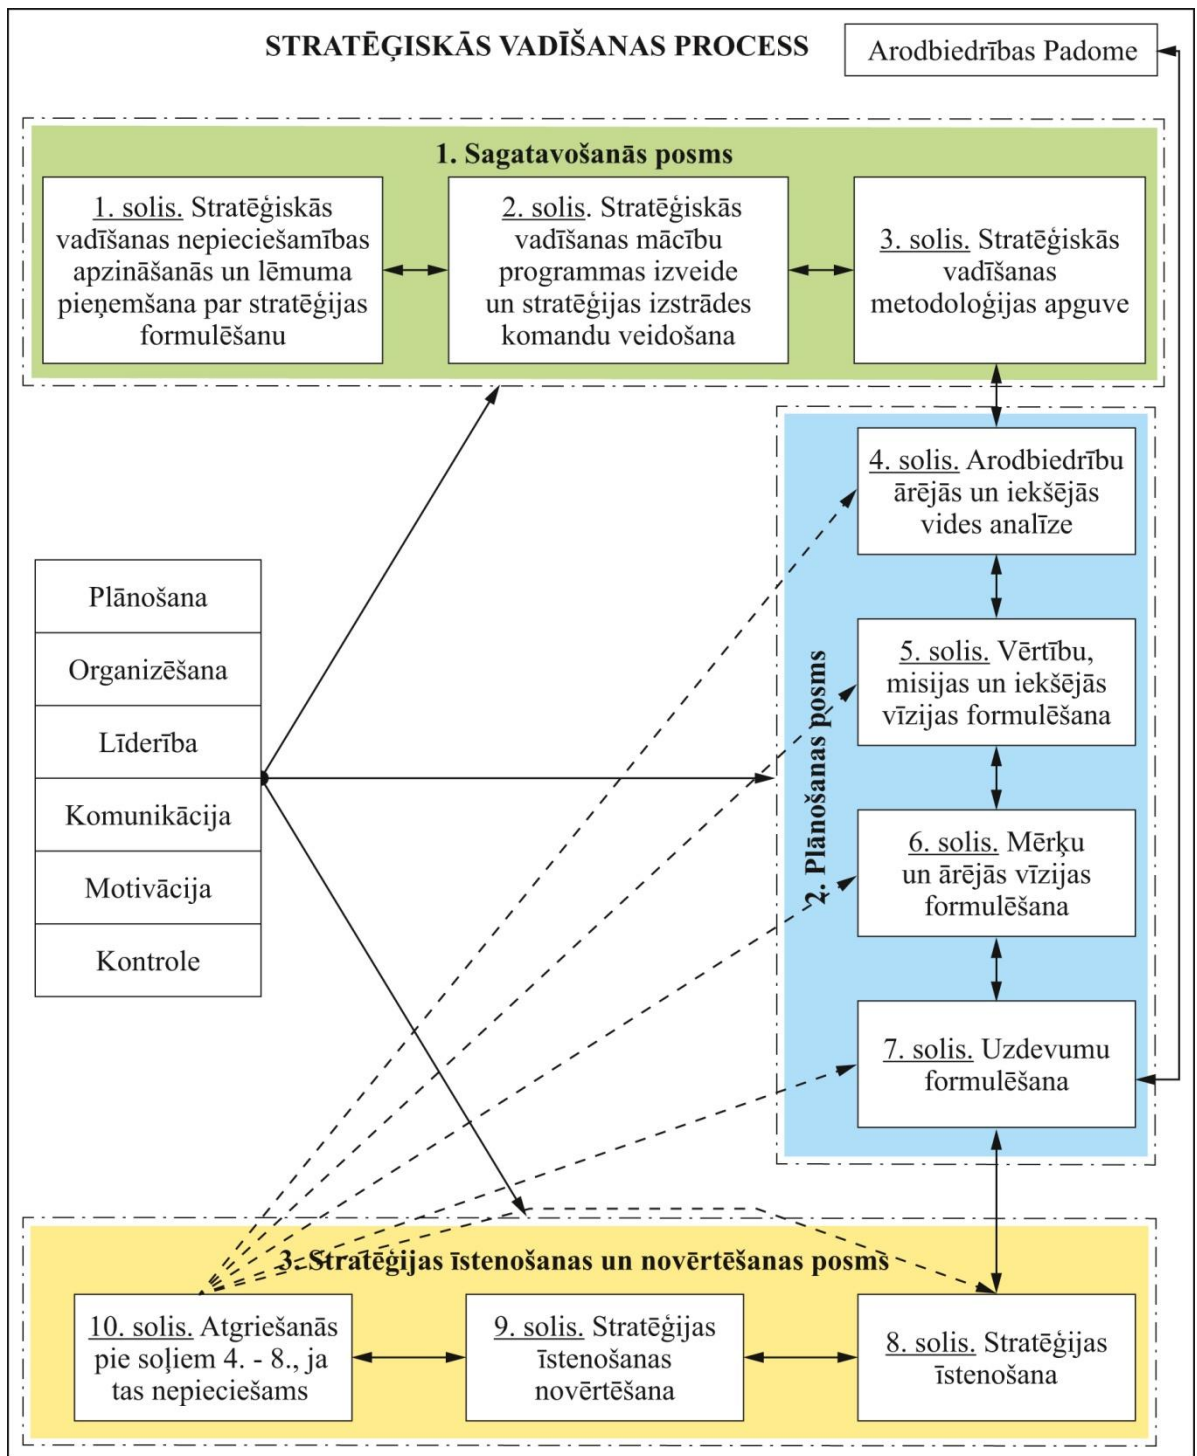 STRATĒĢISKĀS VADĪŠANAS PROCESS
Arodbiedrības Padome
1. Sagatavošanās posms
1. solis. Stratēģiskās
vadīšanas nepieciešamības
apzināšanās un lēmuma
pieņemšana par stratēģijas
formulēšanu
2. solis. Stratēģiskās
vadīšanas mācību
programmas izveide
un stratēģijas izstrādes
komandu veidošana
3. solis. Stratēģiskās
vadīšanas
metodoloģijas apguve
2. Plānošanas posms
4. solis. Arodbiedrību
ārējās un iekšējās
vides analīze
5. solis. Vērtību,
misijas un iekšējās
vīzijas formulēšana
6. solis. Mērķu
un ārējās vīzijas
formulēšana
7. solis. Uzdevumu
formulēšana
Plānošana
Organizēšana
Līderība
Komunikācija
Motivācija
Kontrole
3. Stratēģijas īstenošanas un novērtēšanas posms
10. solis. Atgriešanās
pie soļiem 4. - 8., ja
tas nepieciešams
9. solis. Stratēģijas
īstenošanas
novērtēšana
8. solis. Stratēģijas
īstenošana